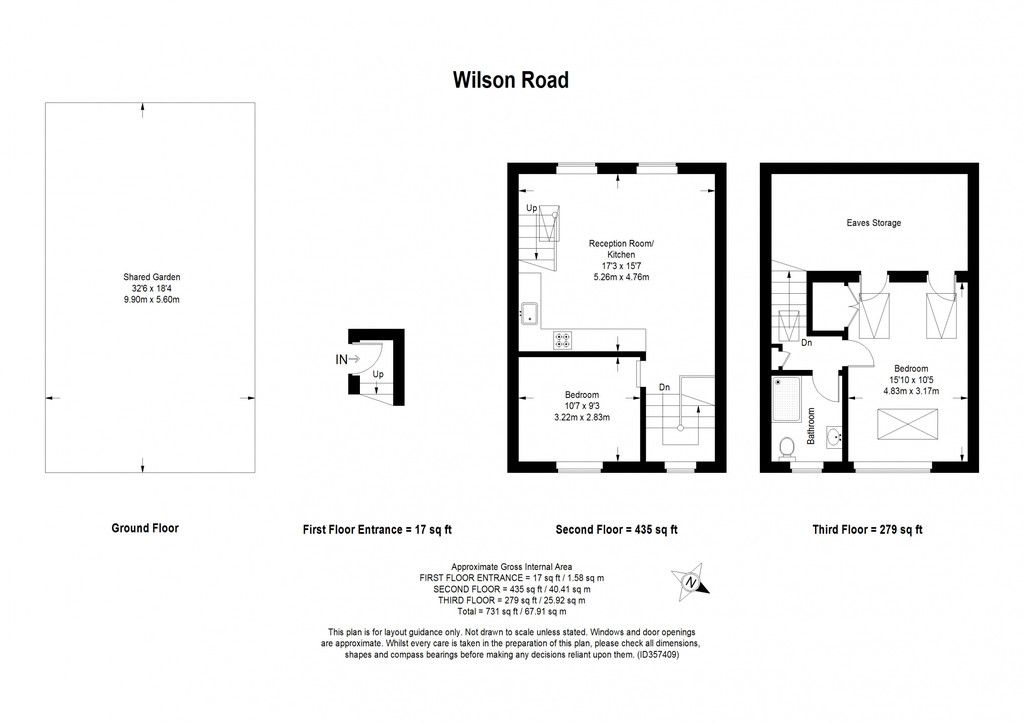 Wilson Road
Shared Garden
32'6 x 18'4
9.90m x 5.60m
IN
Up
Up
Reception Room/
Kitchen
17'3 x 15'7
5.26m x 4.76m
Bedroom
10'7 x 9'3
3.22m x 2.83m
Dn
Eaves Storage
Dn
Bedroom
15'10 x 10'5
4.83m x 3.17m
Bathroom
Ground Floor
First Floor Entrance = 17 sq ft
Second Floor = 435 sq ft
Third Floor = 279 sq ft
Approximate Gross Internal Area
FIRST FLOOR ENTRANCE = 17 sq ft / 1.58 sq m
SECOND FLOOR = 435 sq ft / 40.41 sq m
THIRD FLOOR = 279 sq ft / 25.92 sq m
Total = 731 sq ft / 67.91 sq m
N
This plan is for layout guidance only. Not drawn to scale unless stated. Windows and door openings
are approximate. Whilst every care is taken in the preparation of this plan, please check all dimensions,
shapes and compass bearings before making any decisions reliant upon them. (ID357409)